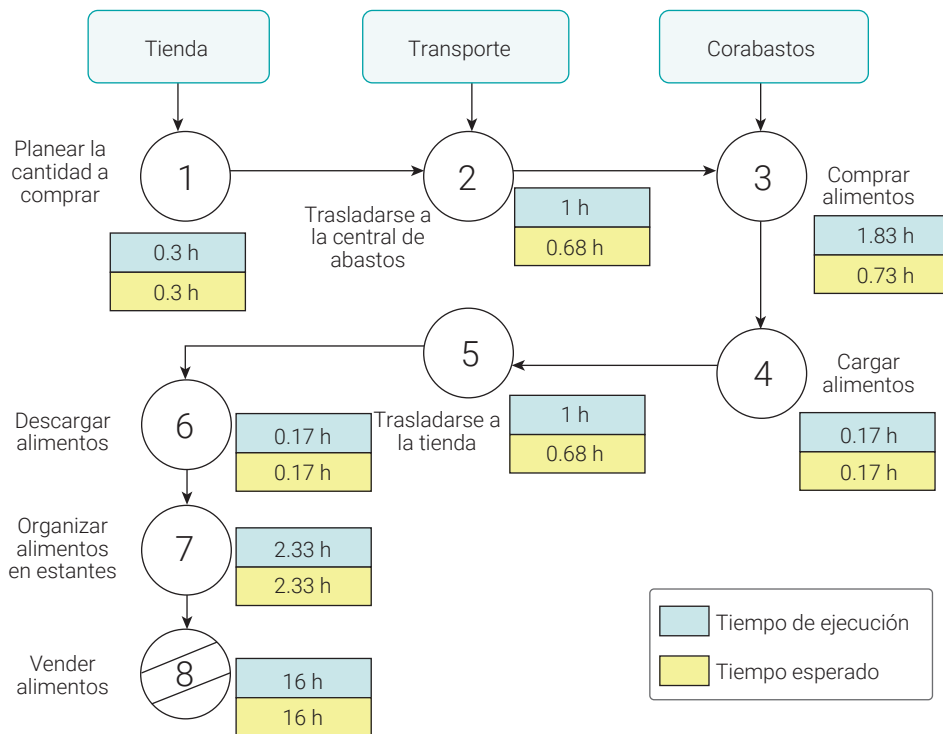 Tienda
Transporte
Corabastos
Planear la
cantidad a
comprar
1
0.3 h
0.3 h
2
Trasladarse a
la central de
abastos
1 h
0.68 h
3
Comprar
alimentos
1.83 h
0.73 h
4
Cargar
alimentos
0.17 h
0.17 h
5
Trasladarse a
la tienda
1 h
0.68 h
6
Descargar
alimentos
0.17 h
0.17 h
7
Organizar
alimentos
en estantes
2.33 h
2.33 h
8
Vender
alimentos
16 h
16 h
Tiempo de ejecución
Tiempo esperado